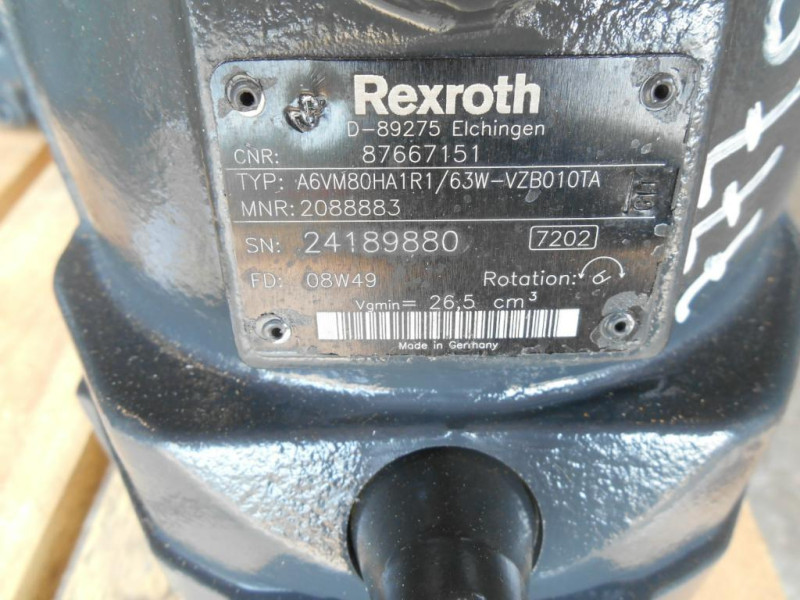 Rexroth
D-89275 Elchingen
CNR: 87667151
TYP: A6VM80HA1R1/63W-VZB010TA
MNR: 2088883
SN: 24189880 7202
FD: 08W49 Rotation:
Vgmin= 26,5 cm³
Made in Germany